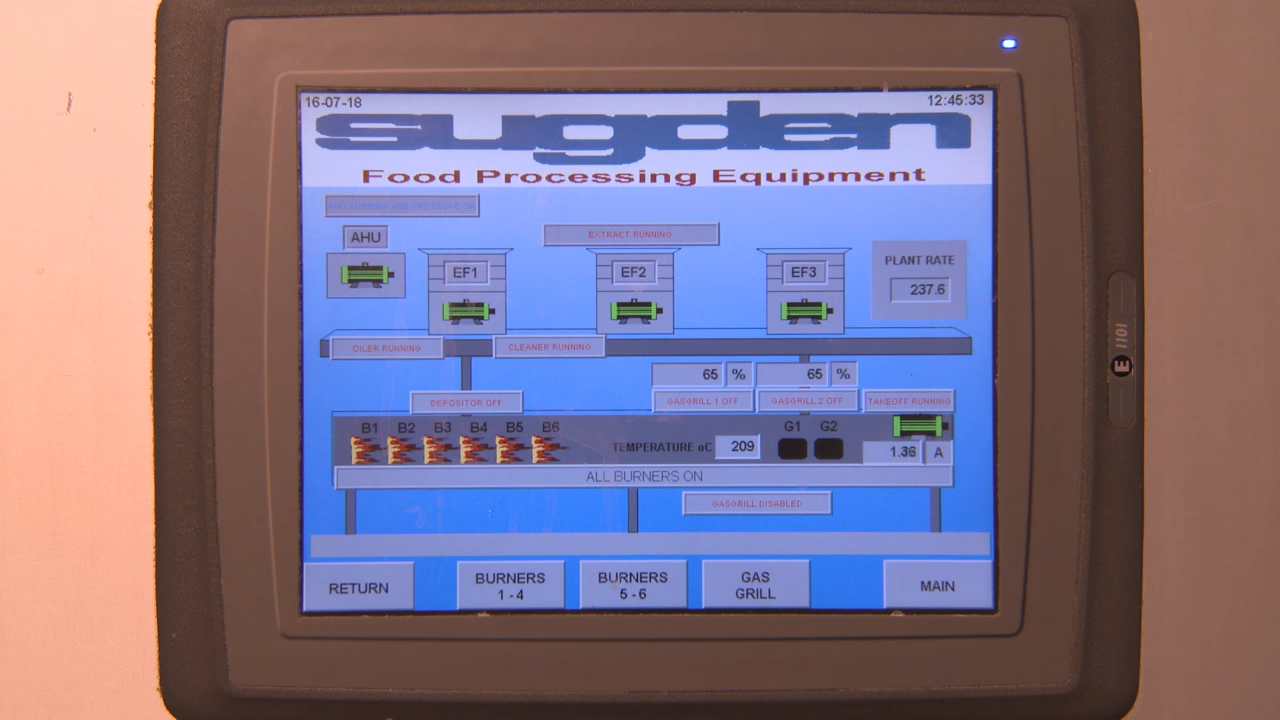 16-07-18
12:45:33
sugden
Food Processing Equipment
AHU
EXTRACT RUNNING
EF1
EF2
EF3
PLANT RATE
237.6
OILER RUNNING
CLEANER RUNNING
65 %
65 %
DEPOSITOR OFF
GASGRILL 1 OFF
GASGRILL 2 OFF
TAKEOFF RUNNING
B1 B2 B3 B4 B5 B6
G1 G2
TEMPERATURE oC 209
1.36 A
ALL BURNERS ON
GASGRILL DISABLED
RETURN
BURNERS
1 - 4
BURNERS
5 - 6
GAS
GRILL
MAIN
E 1101